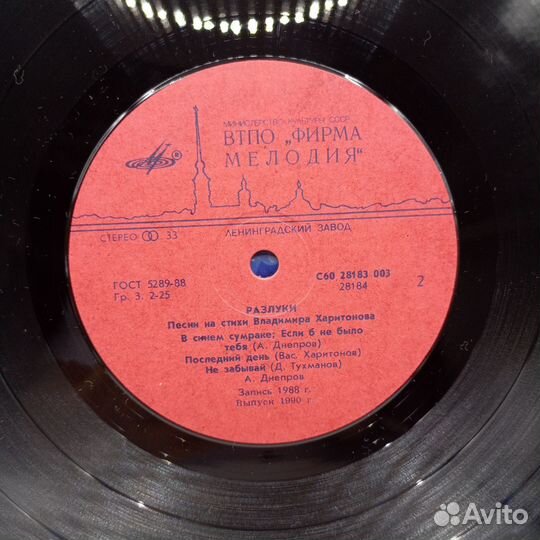 МИНИСТЕРСТВО КУЛЬТУРЫ СССР
ВТПО „ФИРМА
МЕЛОДИЯ“
®
СТЕРЕО 33
ЛЕНИНГРАДСКИЙ ЗАВОД
ГОСТ 5289-88
Гр. 3. 2-25
С60 28183 003
28184
2
РАЗЛУКИ
Песни на стихи Владимира Харитонова
В синем сумраке; Если б не было
тебя (А. Днепров)
Последний день (Вас. Харитонов)
Не забывай (Д. Тухманов)
А. Днепров
Запись 1988 г.
Выпуск 1990 г.
Avito